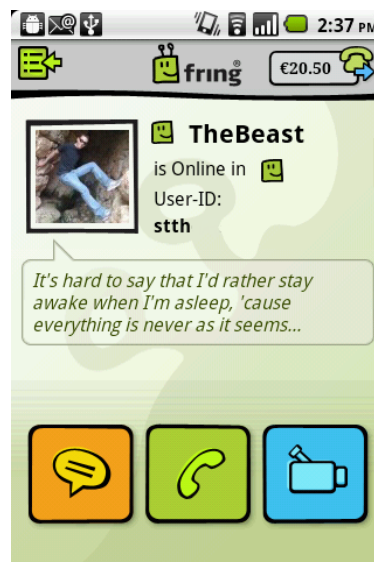 2:37 PM
fring
€20.50
TheBeast
is Online in
User-ID:
stth
It's hard to say that I'd rather stay
awake when I'm asleep, 'cause
everything is never as it seems...